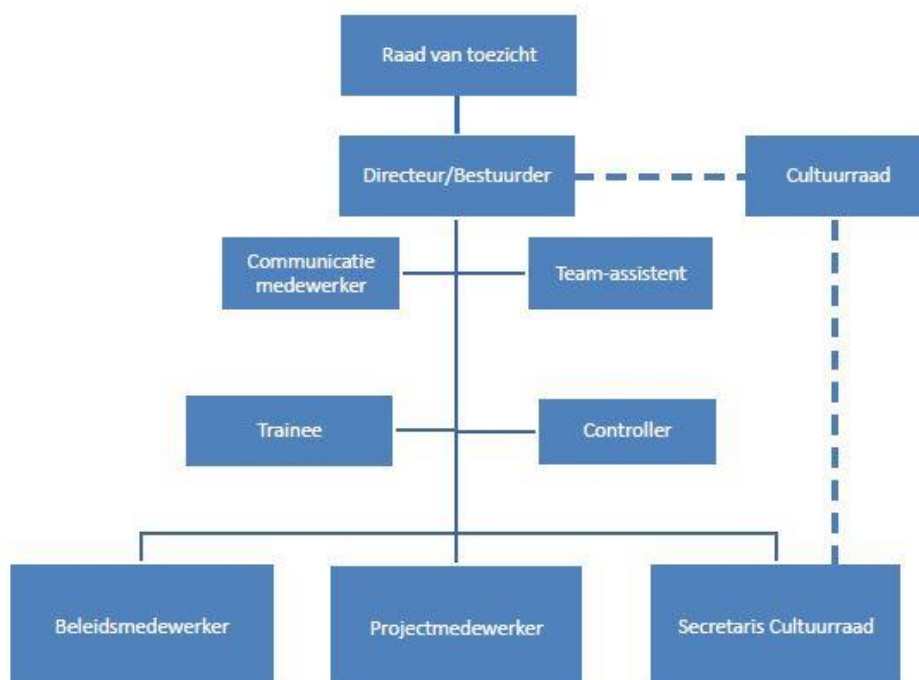 Raad van toezicht
Directeur/Bestuurder
Cultuurraad
Communicatie
medewerker
Team-assistent
Trainee
Controller
Beleidsmedewerker
Projectmedewerker
Secretaris Cultuurraad